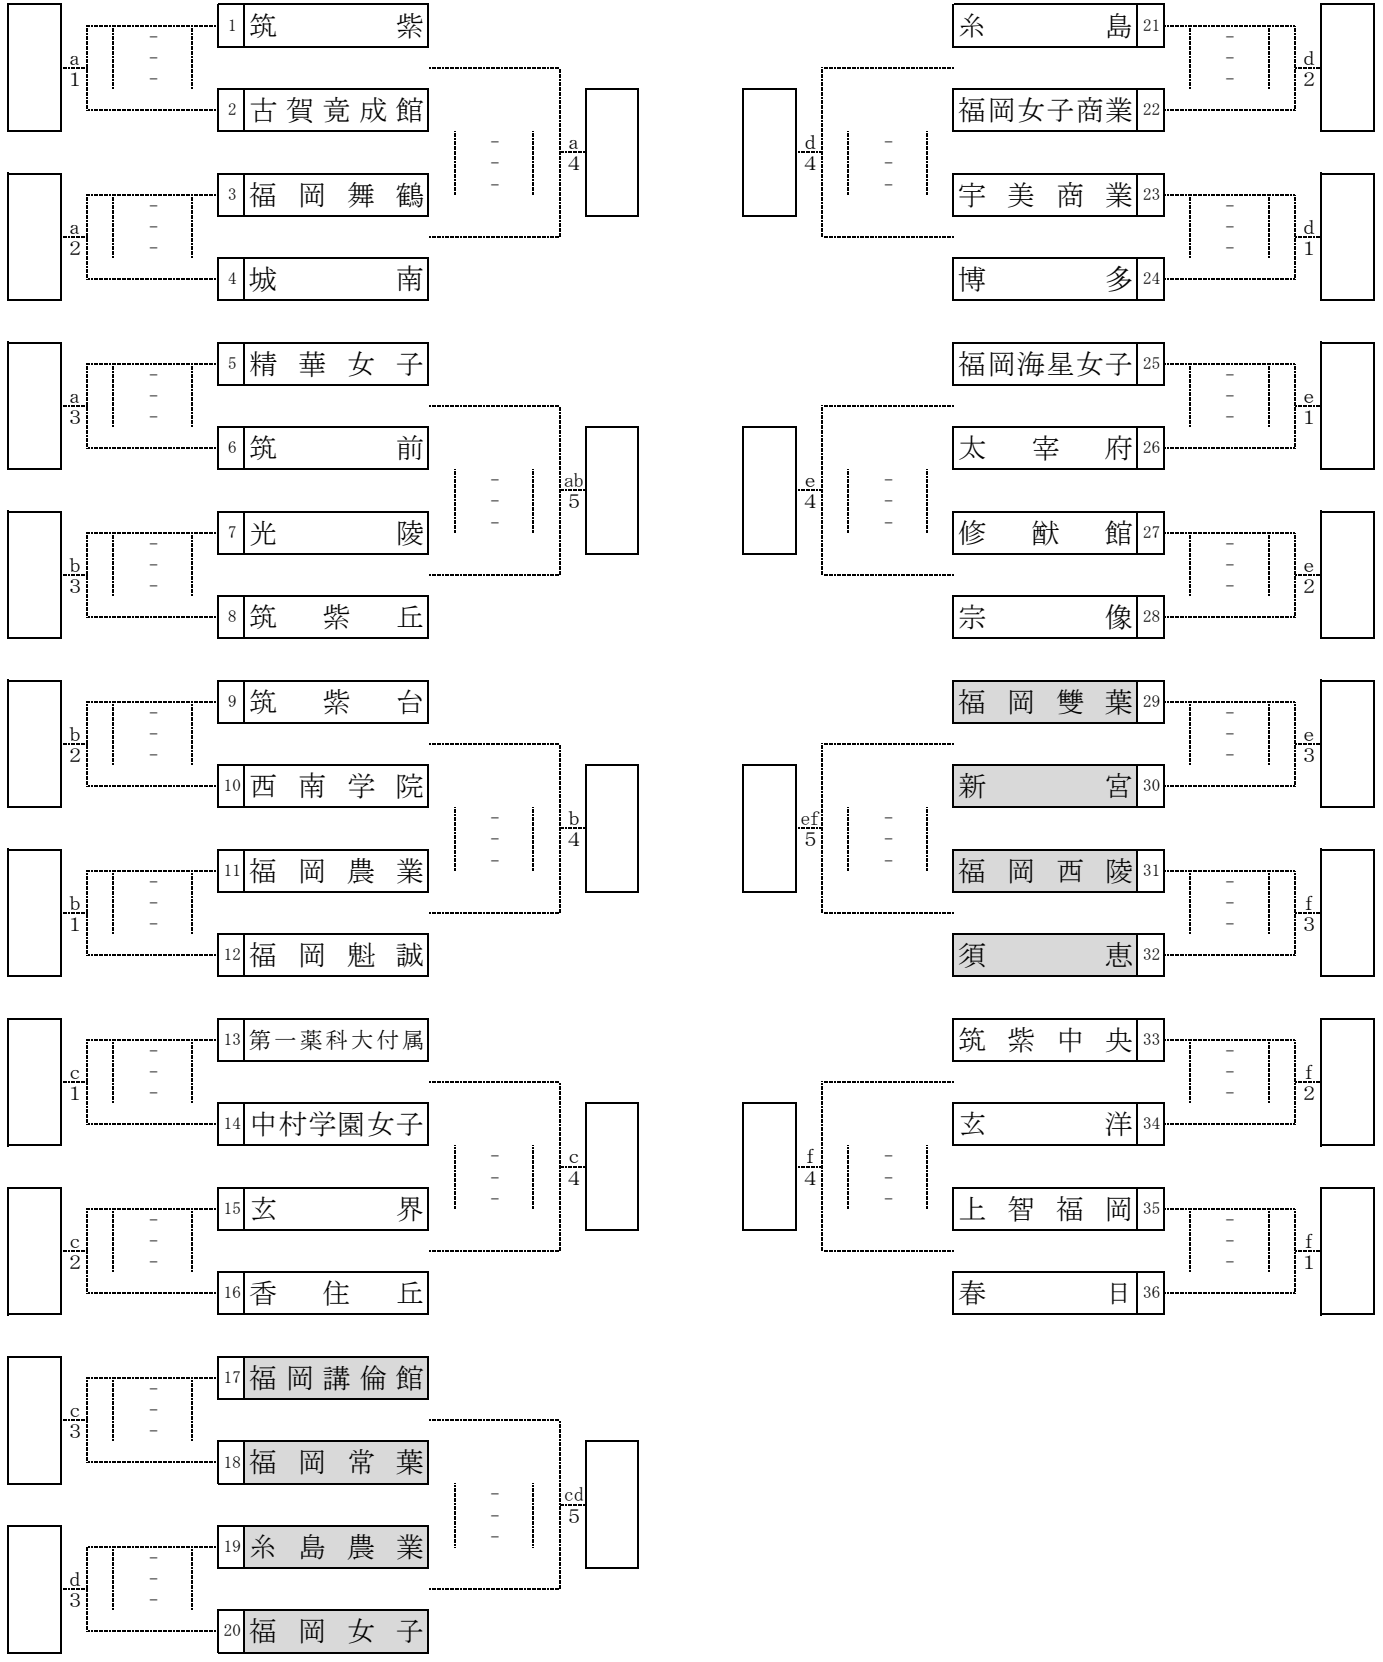 1 筑紫
a
1
2 古賀竟成館
a
4
3 福岡舞鶴
a
2
4 城南
5 精華女子
a
3
6 筑前
ab
5
7 光陵
b
3
8 筑紫丘
9 筑紫台
b
2
10 西南学院
b
4
11 福岡農業
b
1
12 福岡魁誠
13 第一薬科大付属
c
1
14 中村学園女子
c
4
15 玄界
c
2
16 香住丘
17 福岡講倫館
c
3
18 福岡常葉
cd
5
19 糸島農業
d
3
20 福岡女子
糸島 21
d
2
福岡女子商業 22
d
4
宇美商業 23
d
1
博多 24
福岡海星女子 25
e
1
太宰府 26
e
4
修猷館 27
e
2
宗像 28
福岡雙葉 29
e
3
新宮 30
ef
5
福岡西陵 31
f
3
須恵 32
筑紫中央 33
f
2
玄洋 34
f
4
上智福岡 35
f
1
春日 36